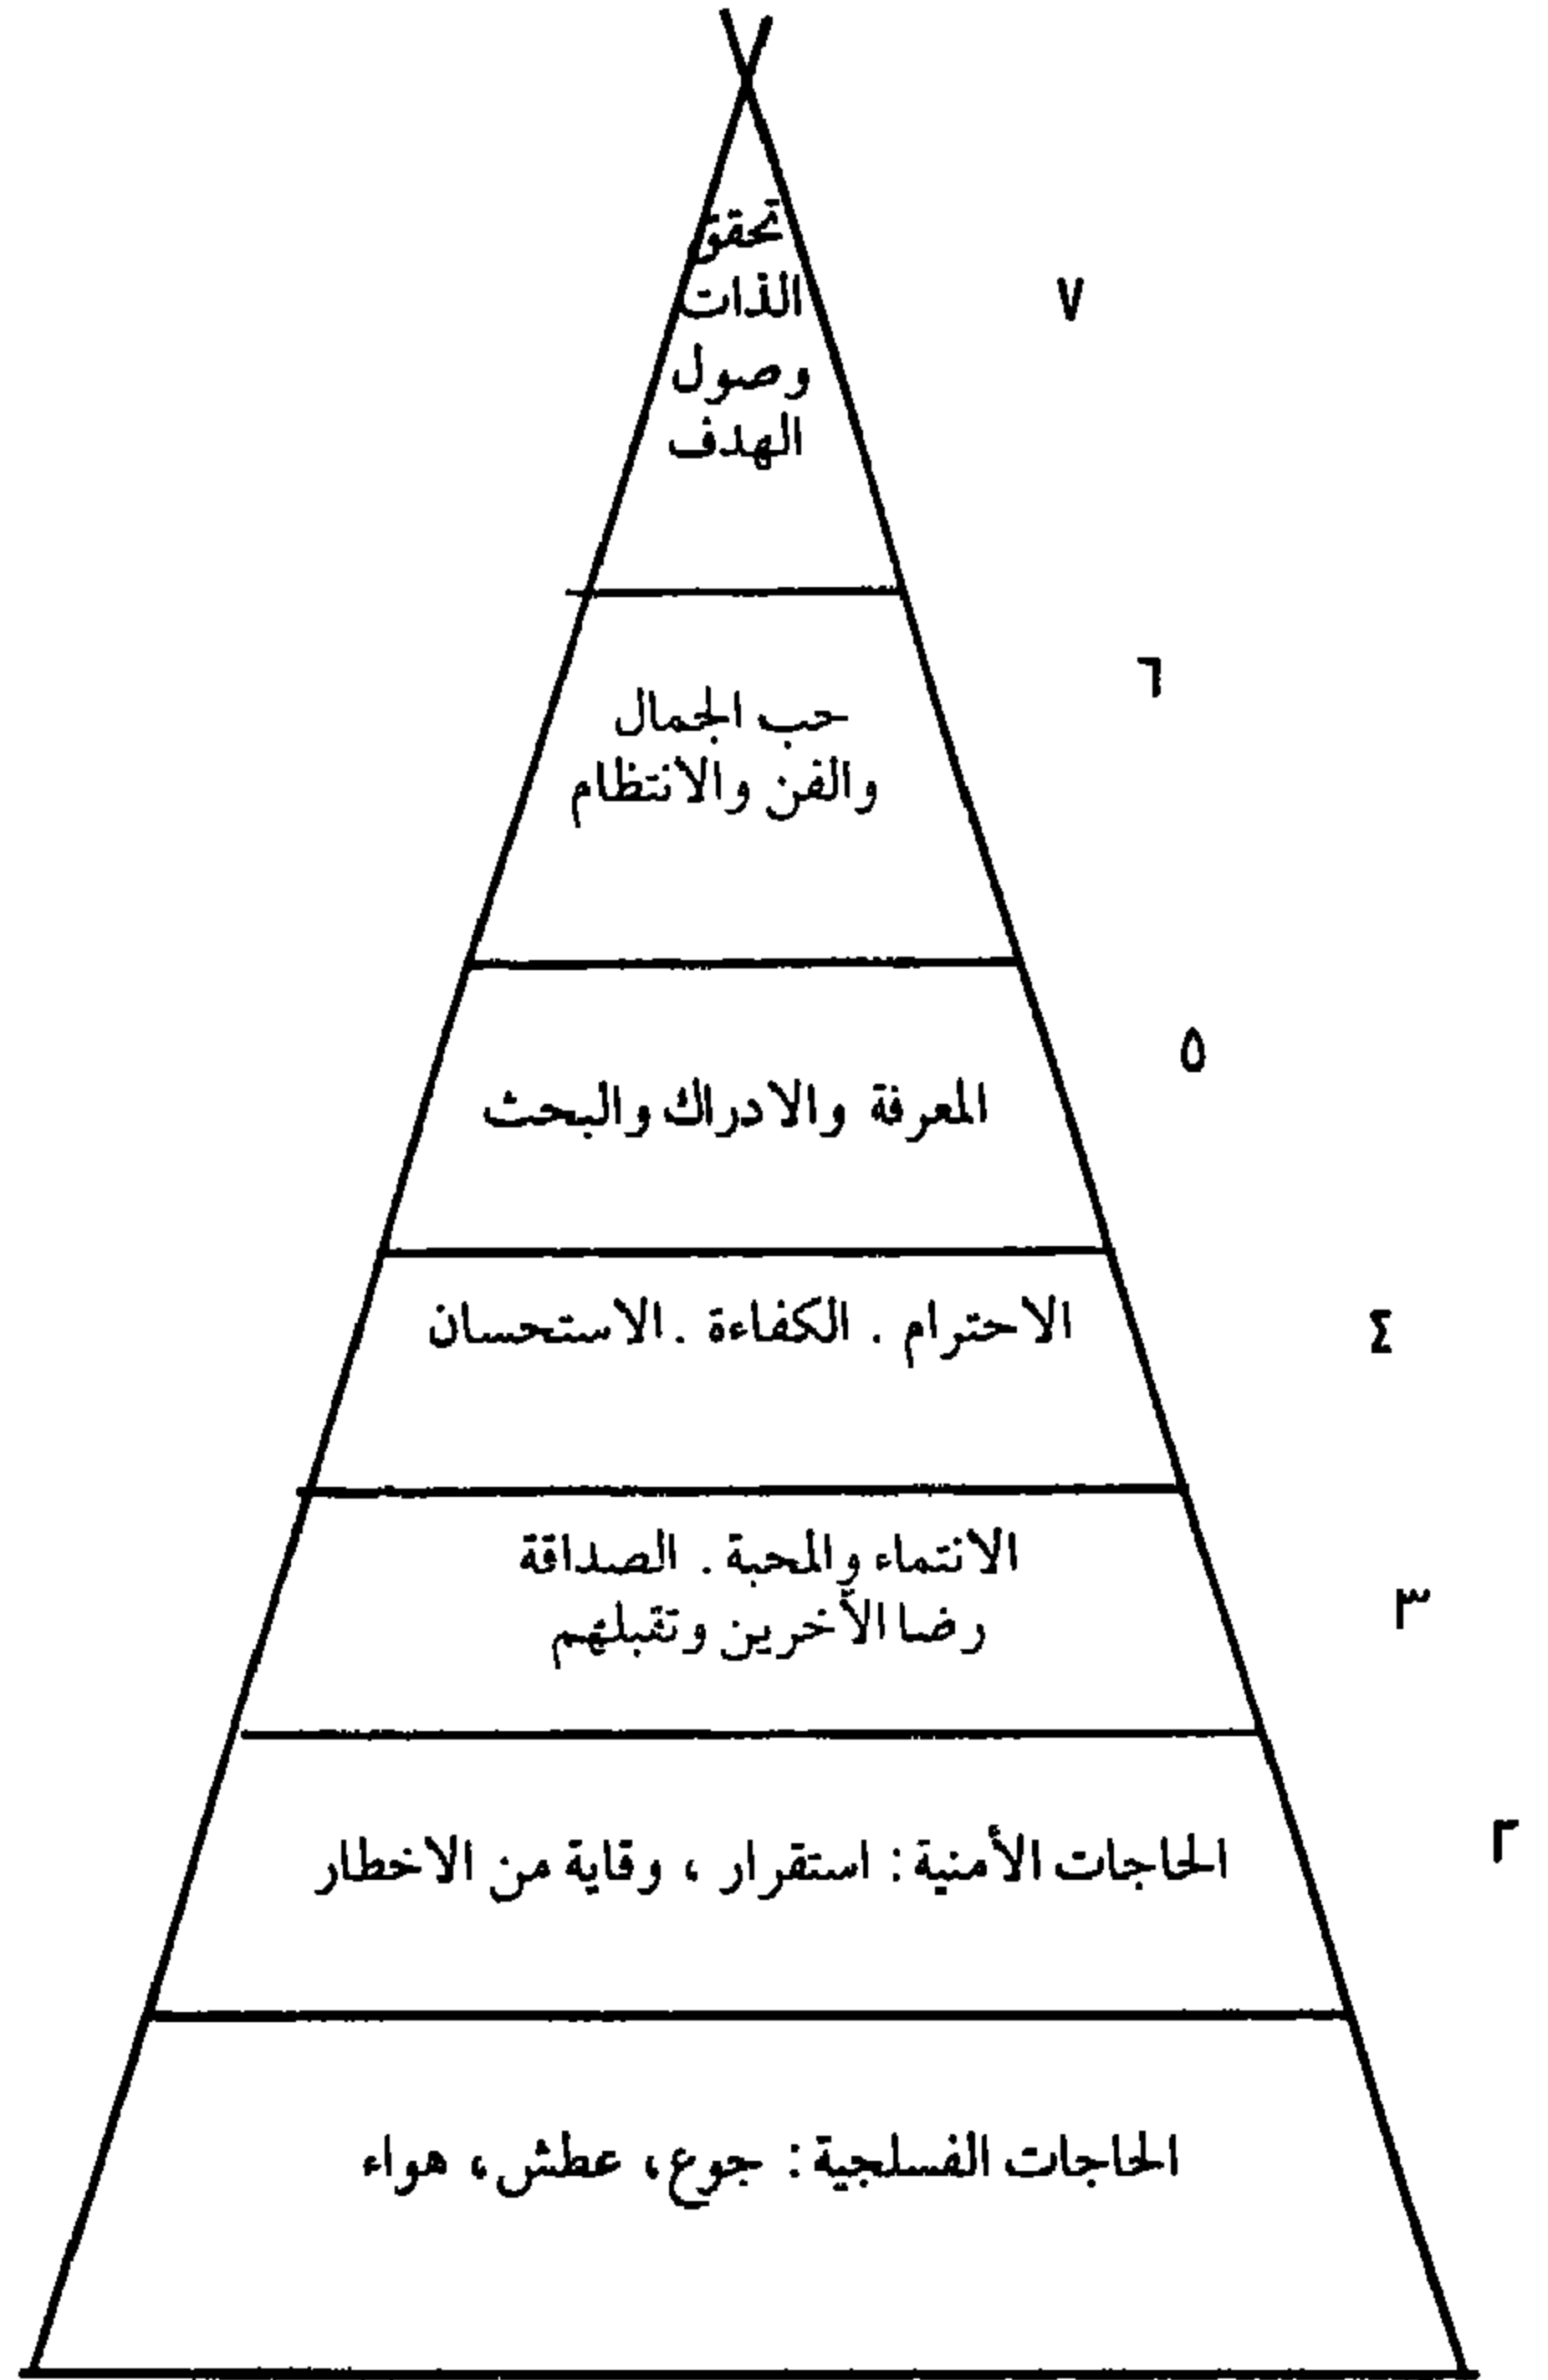 تحقق
الذات
وصول
الهدف
٧
٦
حب الجمال
والفن والانتظام
٥
المعرفة والادراك والبحث
الاحترام . الكفاءة . الاستحسان
٤
الانتماء والمحبة . الصداقة
رضا الأخرين وتقبلهم
٣
الحاجات الأمنية : استقرار ، وقاية من الاخطار
٢
الحاجات الفسلجية : جوع ، عطش ، هواء